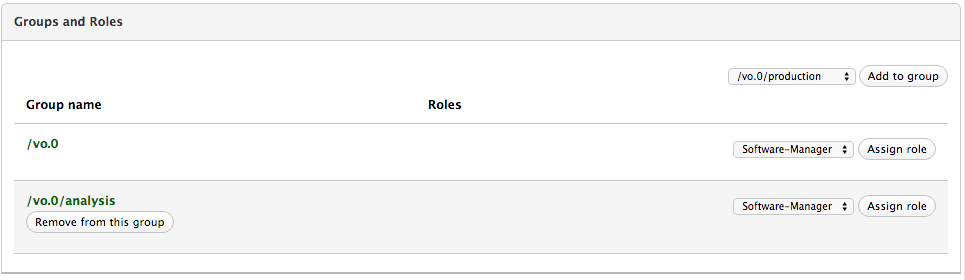 Groups and Roles
/vo.0/production Add to group
Group name Roles
/vo.0 Software-Manager Assign role
/vo.0/analysis Software-Manager Assign role
Remove from this group